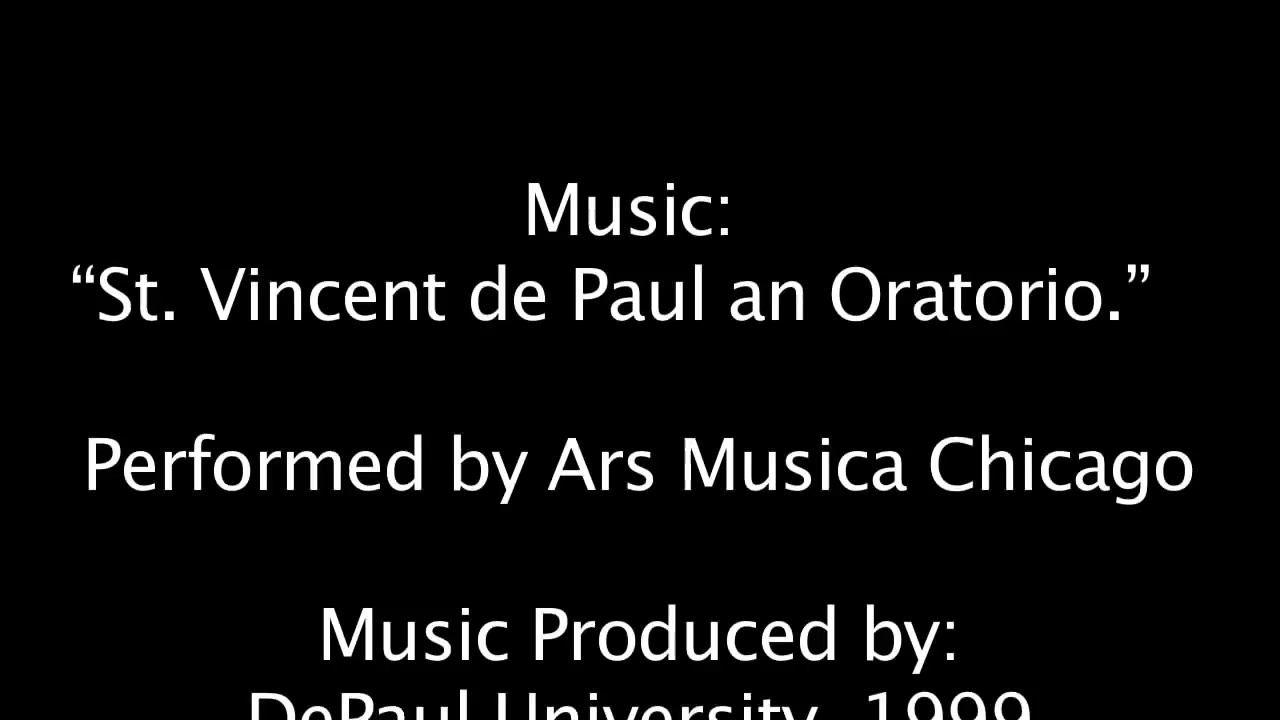 Music:
“St. Vincent de Paul an Oratorio.”
Performed by Ars Musica Chicago
Music Produced by:
DePaul University, 1999